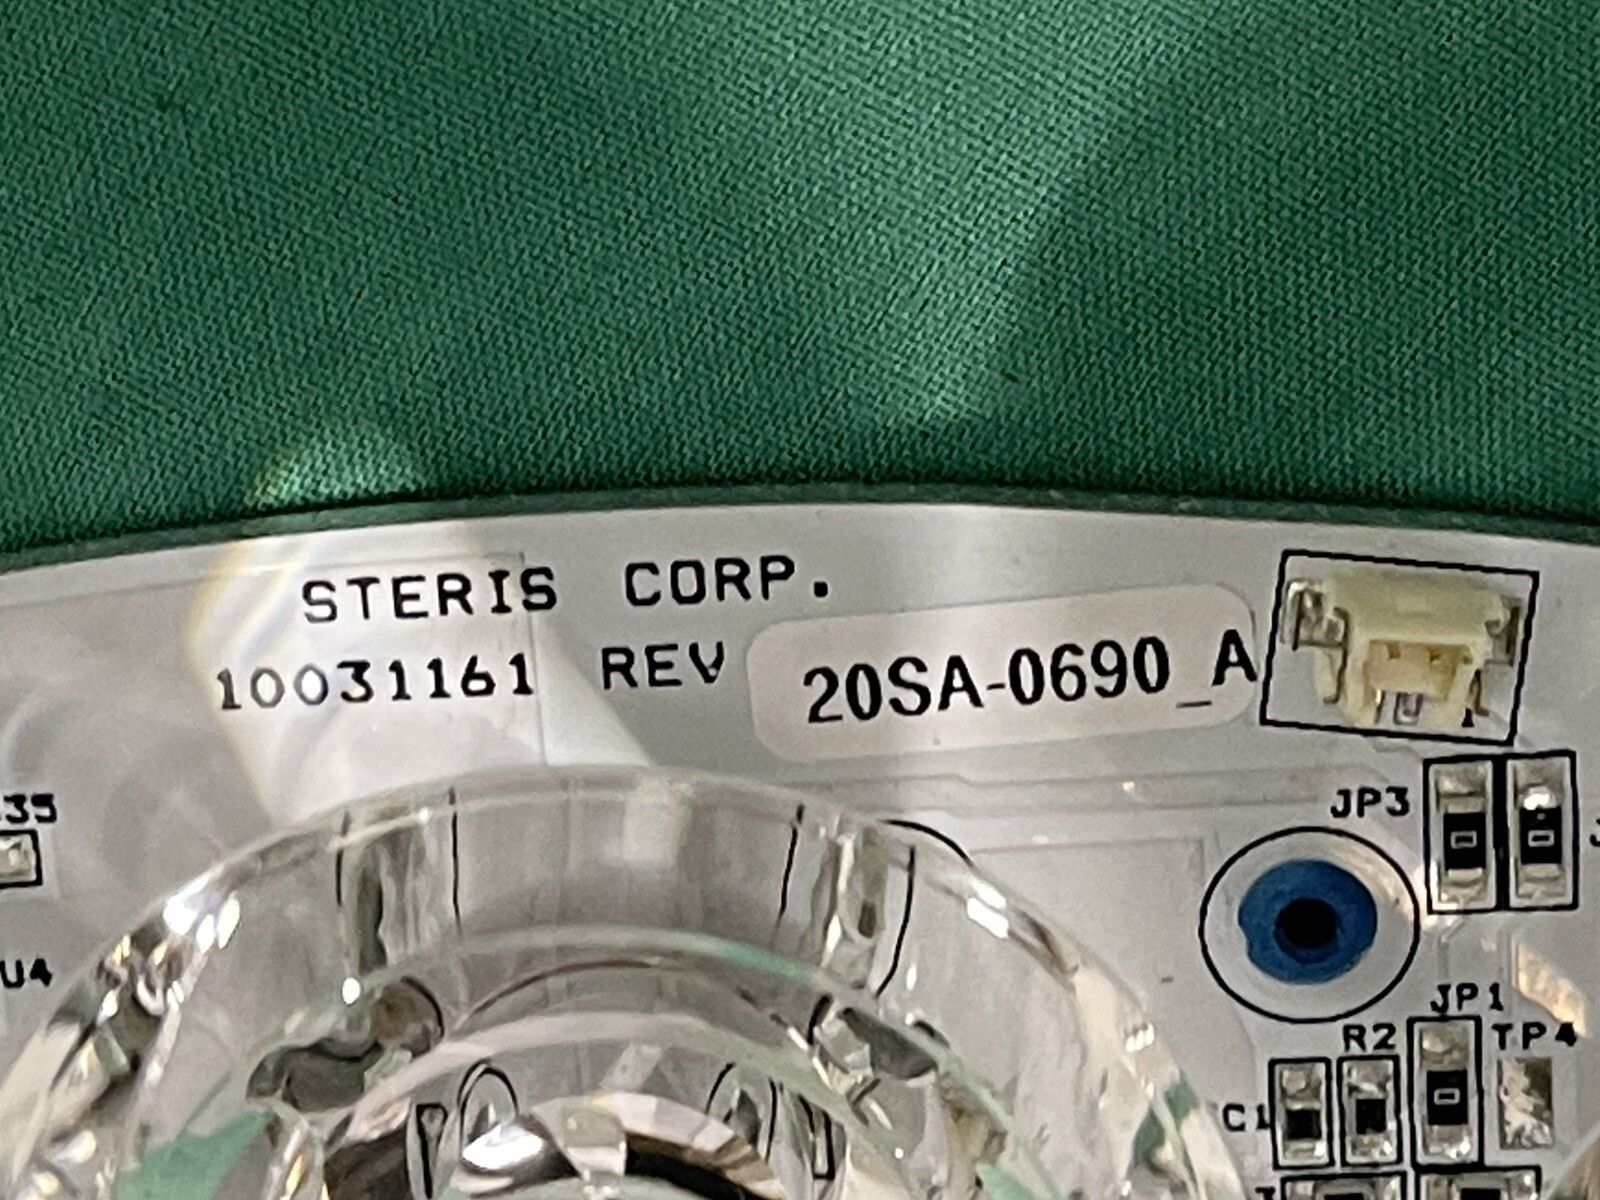 STERIS CORP.
10031161 REV 20SA-0690_A
JP3
U4
JP1
R2 TP4
C1